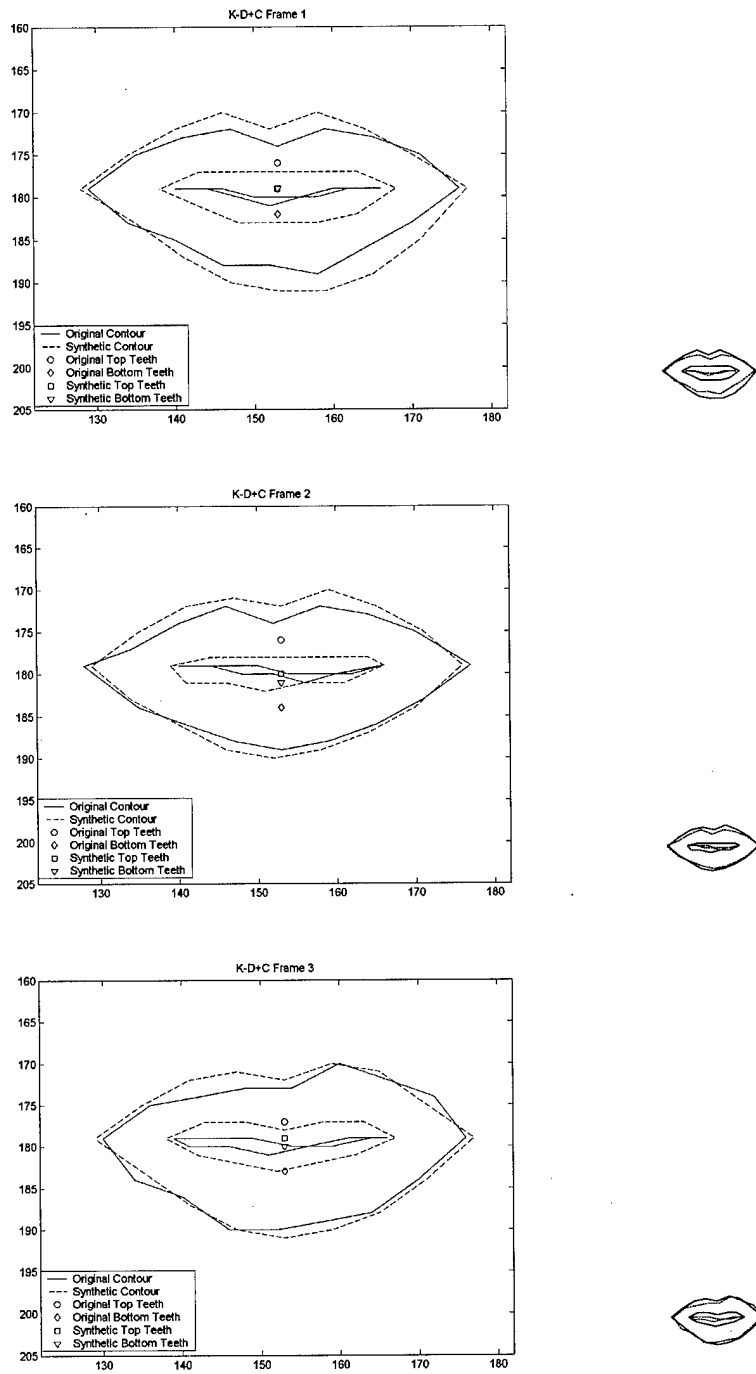 K-D+C Frame 1
160
165
170
175
180
185
190
195
200
205
Original Contour
Synthetic Contour
Original Top Teeth
Original Bottom Teeth
Synthetic Top Teeth
Synthetic Bottom Teeth
130 140 150 160 170 180
K-D+C Frame 2
160
165
170
175
180
185
190
195
200
205
Original Contour
Synthetic Contour
Original Top Teeth
Original Bottom Teeth
Synthetic Top Teeth
Synthetic Bottom Teeth
130 140 150 160 170 180
K-D+C Frame 3
160
165
170
175
180
185
190
195
200
205
Original Contour
Synthetic Contour
Original Top Teeth
Original Bottom Teeth
Synthetic Top Teeth
Synthetic Bottom Teeth
130 140 150 160 170 180